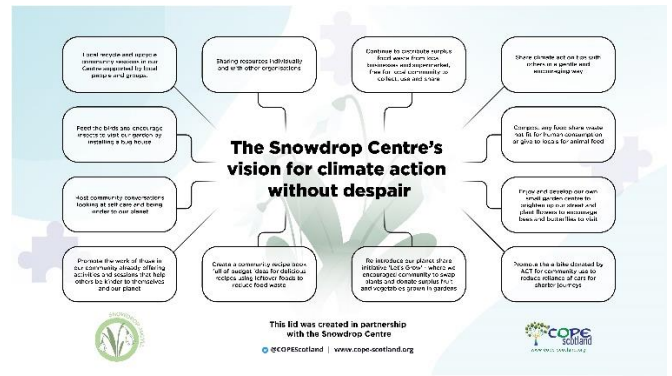 Local recycle and upcycle
community sessions in our
Centre supported by local
people and groups.
Sharing resources individually
and with other organisations
Continue to distribute surplus
food waste from local
businesses and supermarket,
free for local community to
collect, use and share
Share climate action tips with
others in a gentle and
encouraging way
Feed the birds and encourage
insects to visit our garden by
installing a bug house
The Snowdrop Centre's
vision for climate action
without despair
Compost any food share waste
not fit for human consumption
or give to locals for animal feed
Host community conversations
looking at self care and being
kinder to our planet
Enjoy and develop our own
small garden centre to
brighten up our street and
plant flowers to encourage
bees and butterflies to visit
Promote the work of those in
our community already offering
activities and sessions that help
others be kinder to themselves
and our planet
Create a community recipe book
full of budget ideas for delicious
recipes using leftover foods to
reduce food waste
Re-introduce our planet share
initiative 'Let's Grow' - where we
encouraged community to swap
plants and donate surplus fruit
and vegetables grown in gardens
Promote the e-bike donated by
ACT for community use to
reduce reliance of cars for
shorter journeys
SNOWDROP
This lid was created in partnership
with the Snowdrop Centre
@COPEScotland | www.cope-scotland.org
COPE
Scotland
www.cope-scotland.org